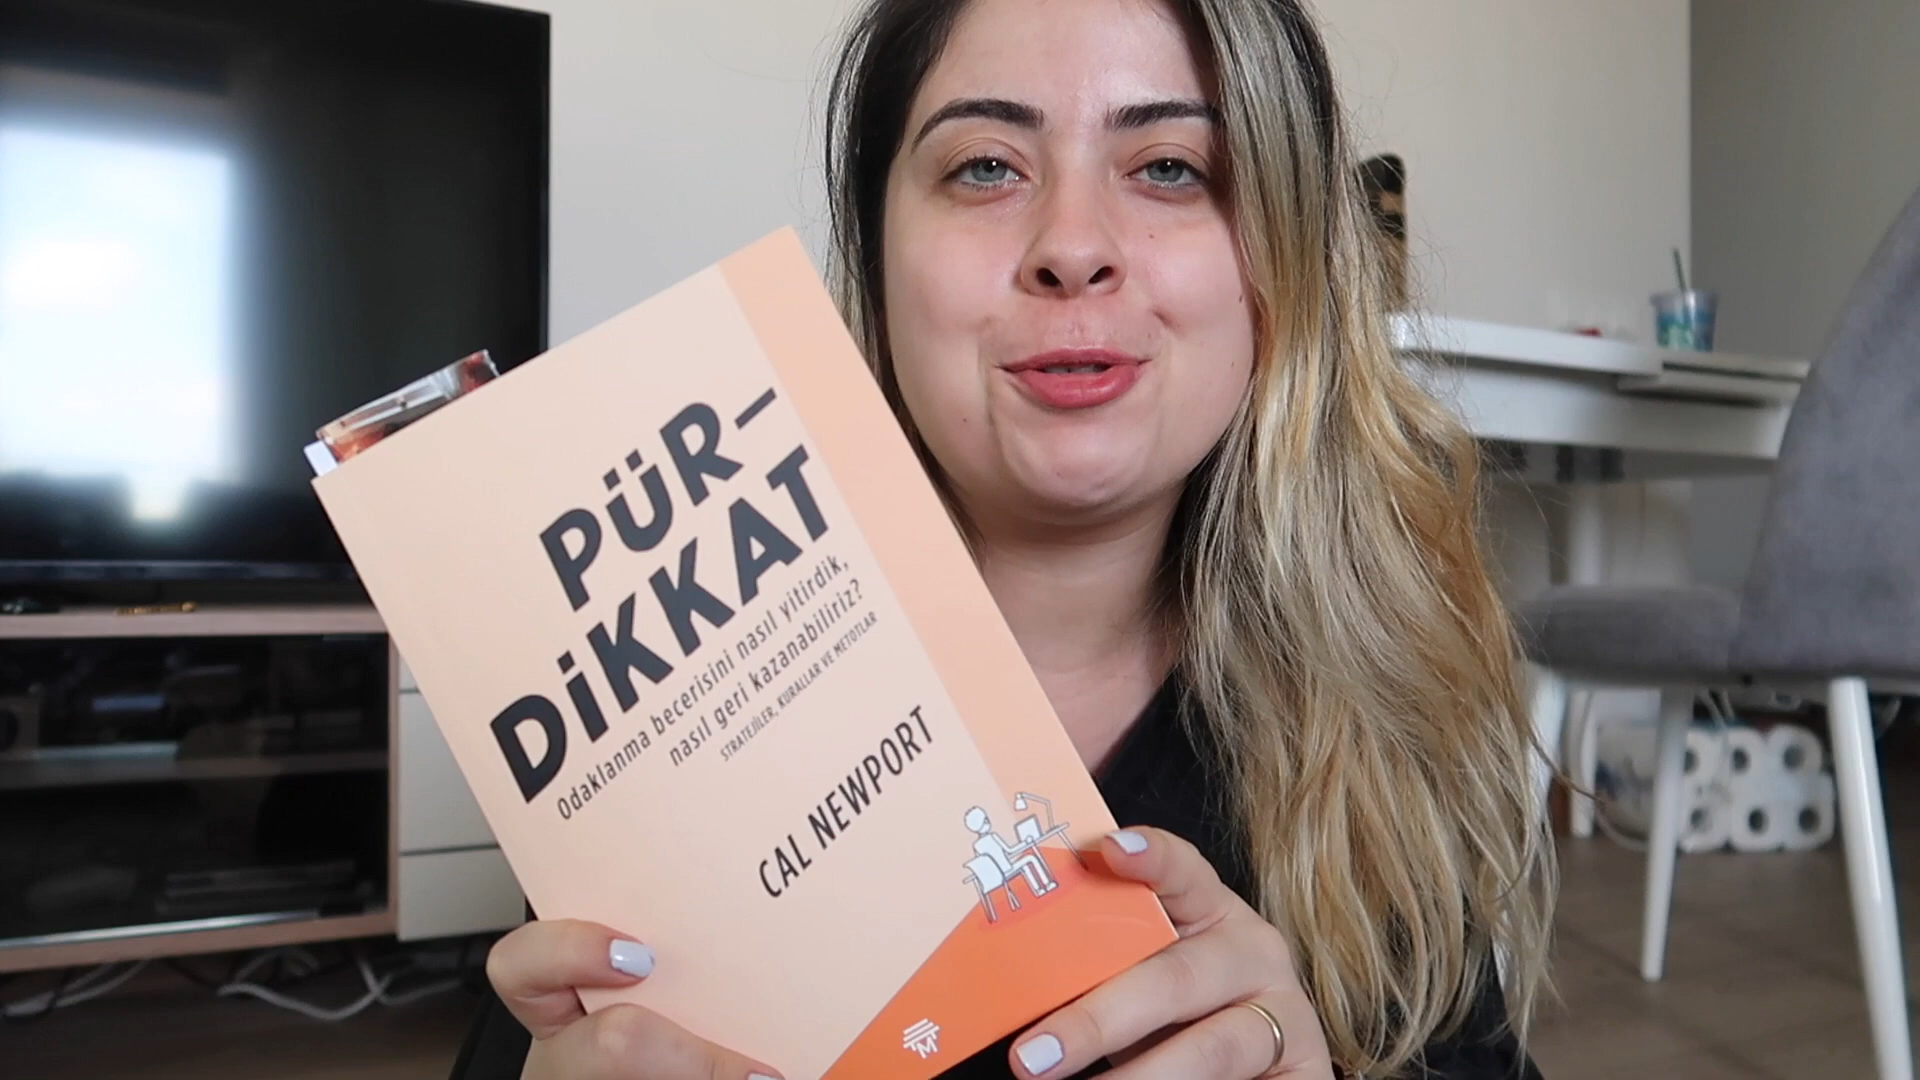 PÜR–
DİKKAT
Odaklanma becerisini nasıl yitirdik,
nasıl geri kazanabiliriz?
STRATEJİLER, KURALLAR VE METOTLAR
CAL NEWPORT
M